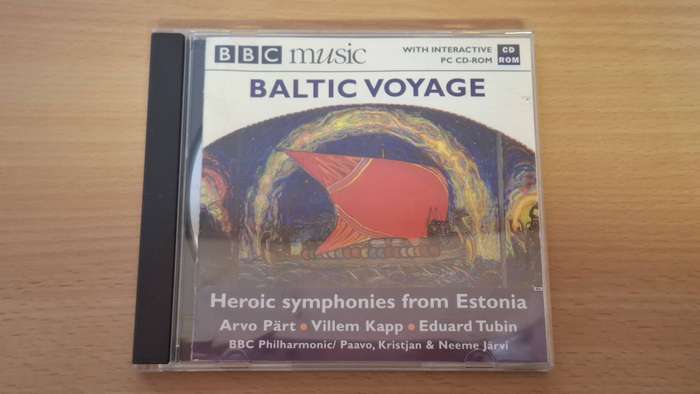 BBC music
WITH INTERACTIVE
PC CD-ROM
CD
ROM
BALTIC VOYAGE
Heroic symphonies from Estonia
Arvo Pärt • Villem Kapp • Eduard Tubin
BBC Philharmonic/ Paavo, Kristjan & Neeme Järvi